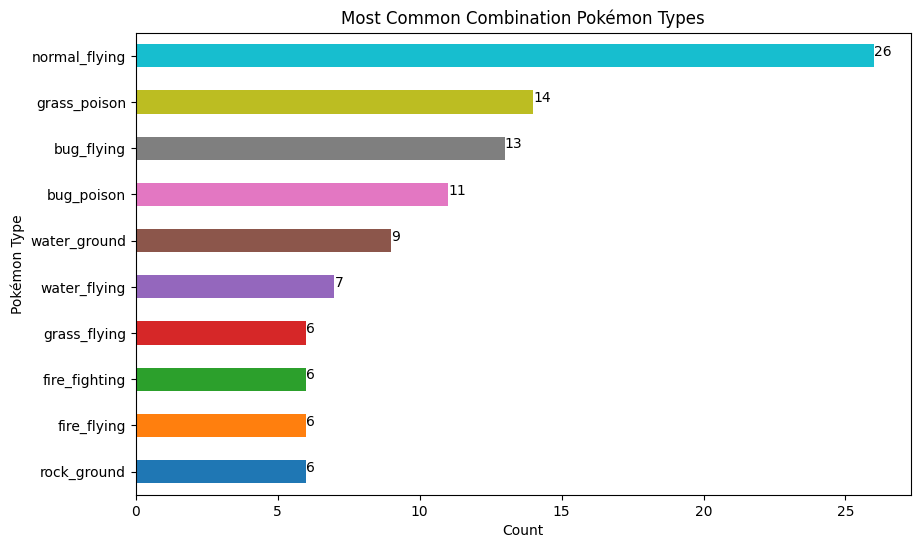 Most Common Combination Pokémon Types
normal_flying 26
grass_poison 14
bug_flying 13
bug_poison 11
water_ground 9
water_flying 7
grass_flying 6
fire_fighting 6
fire_flying 6
rock_ground 6
0 5 10 15 20 25
Count
Pokémon Type